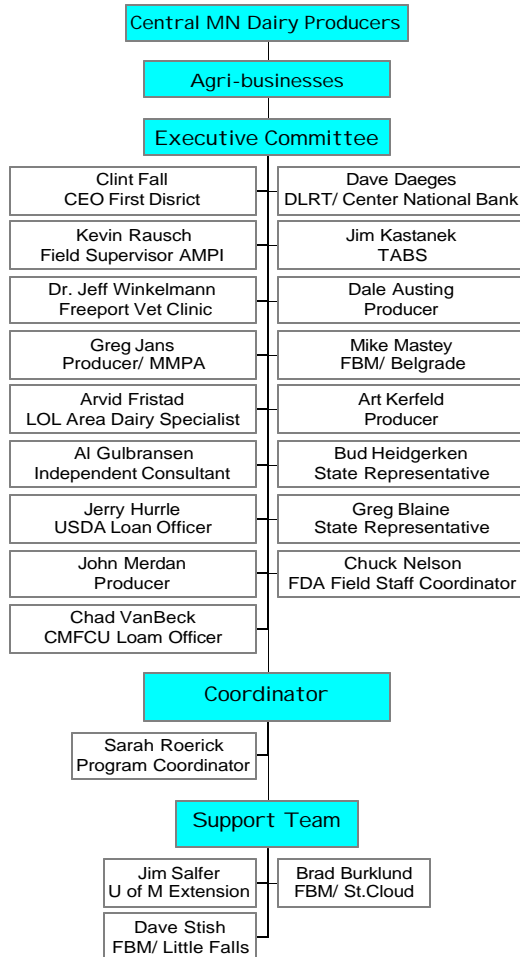 Central MN Dairy Producers
Agri-businesses
Executive Committee
Clint Fall
CEO First Disrict
Dave Daeges
DLRT/ Center National Bank
Kevin Rausch
Field Supervisor AMPI
Jim Kastanek
TABS
Dr. Jeff Winkelmann
Freeport Vet Clinic
Dale Austing
Producer
Greg Jans
Producer/ MMPA
Mike Mastey
FBM/ Belgrade
Arvid Fristad
LOL Area Dairy Specialist
Art Kerfeld
Producer
Al Gulbransen
Independent Consultant
Bud Heidgerken
State Representative
Jerry Hurrle
USDA Loan Officer
Greg Blaine
State Representative
John Merdan
Producer
Chuck Nelson
FDA Field Staff Coordinator
Chad VanBeck
CMFCU Loam Officer
Coordinator
Sarah Roerick
Program Coordinator
Support Team
Jim Salfer
U of M Extension
Brad Burklund
FBM/ St.Cloud
Dave Stish
FBM/ Little Falls